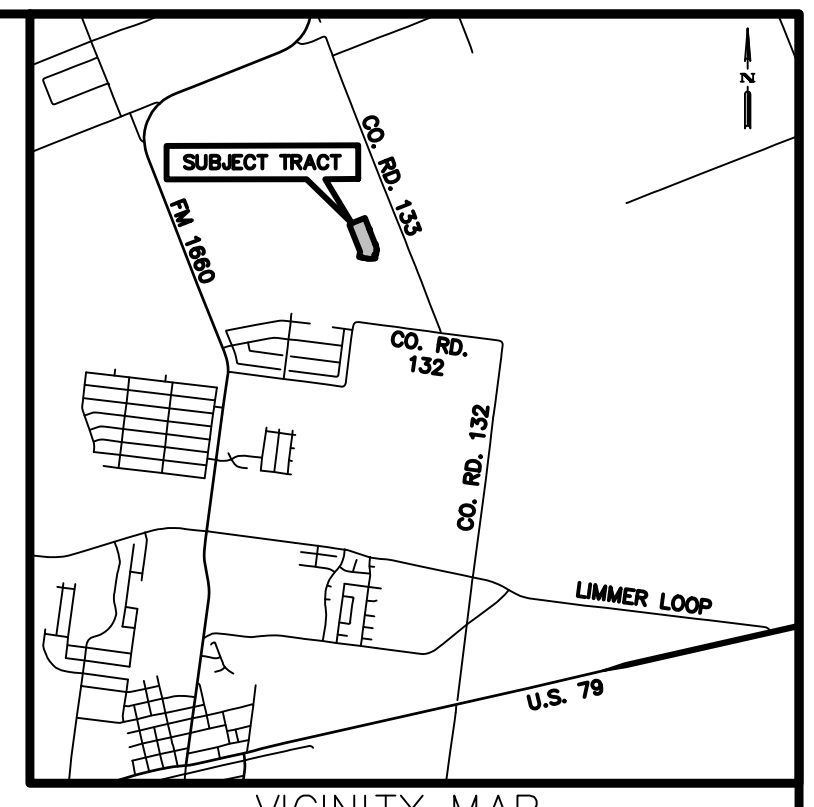 N
CO. RD. 133
SUBJECT TRACT
FM 1660
CO. RD.
132
CO. RD. 132
LIMMER LOOP
U.S. 79
VICINITY MAP